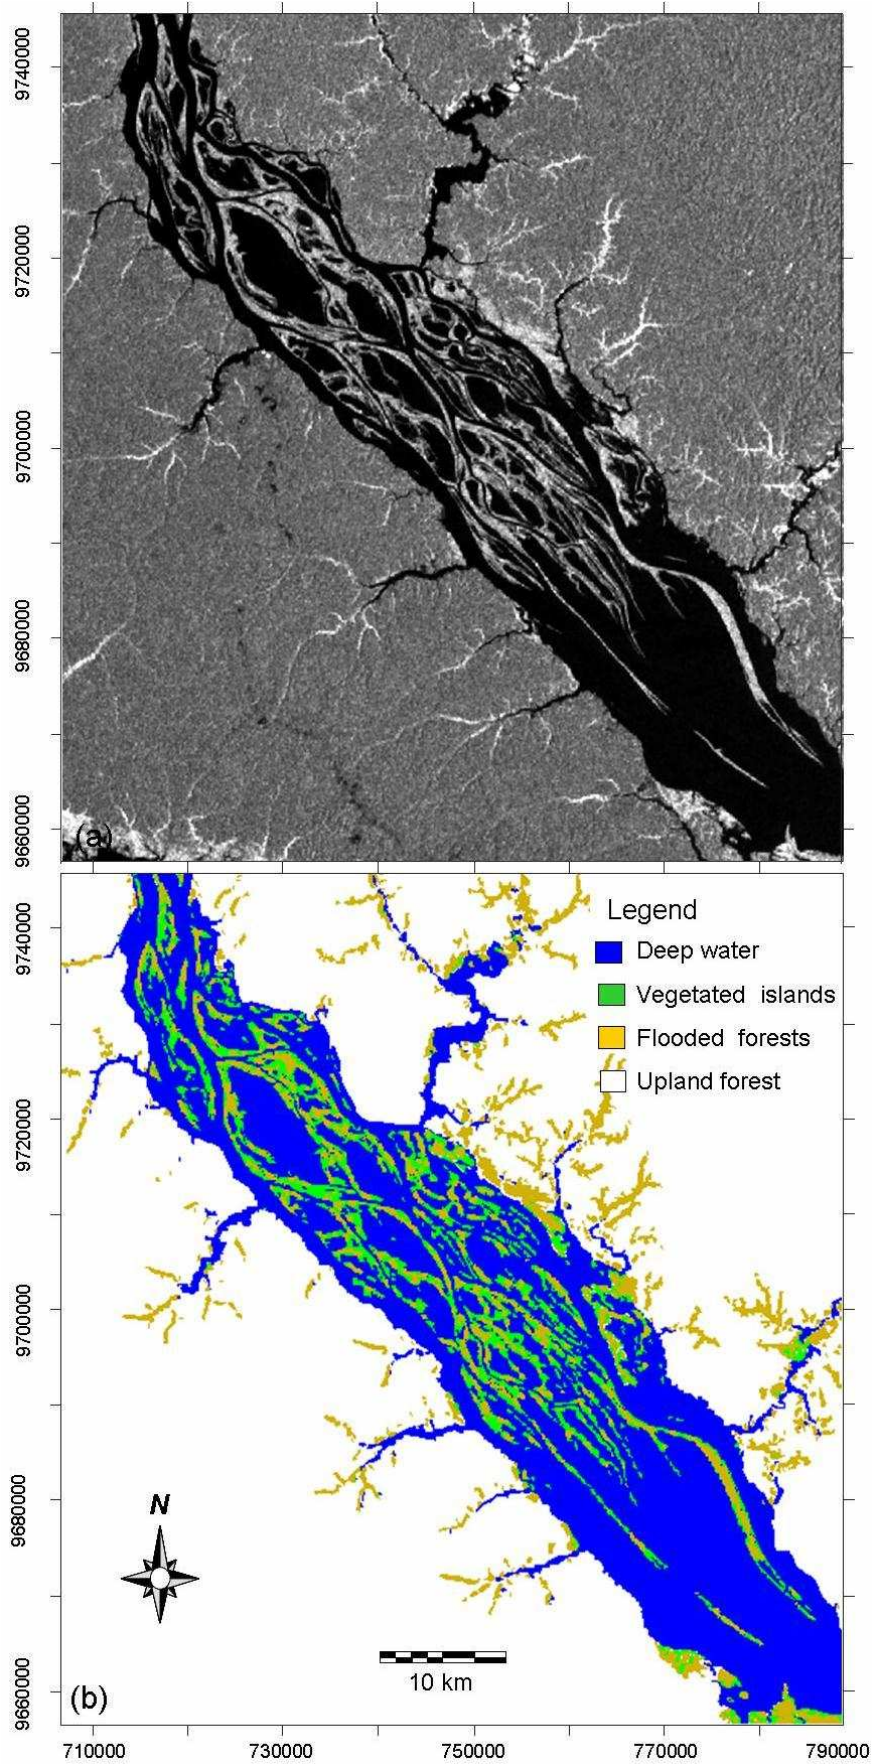 9740000
9720000
9700000
9680000
9660000
(a)
Legend
Deep water
Vegetated islands
Flooded forests
Upland forest
9740000
9720000
9700000
9680000
9660000
N
10 km
(b)
710000 730000 750000 770000 790000